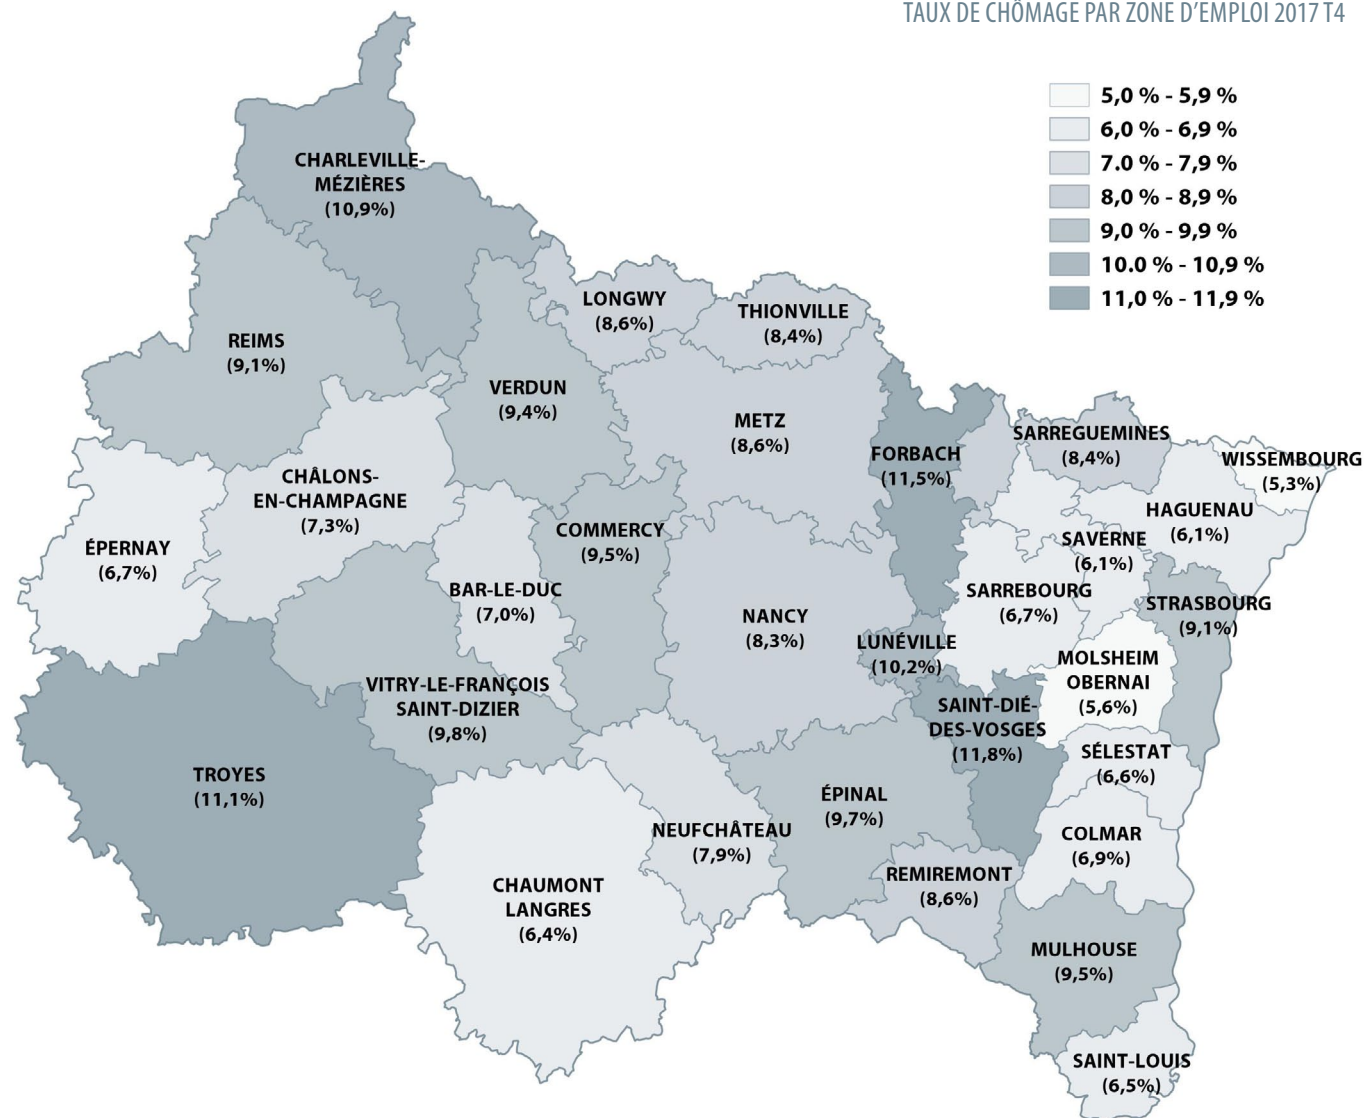 TAUX DE CHÔMAGE PAR ZONE D'EMPLOI 2017 T4
5,0 % - 5,9 %
6,0 % - 6,9 %
7.0 % - 7,9 %
8,0 % - 8,9 %
9,0 % - 9,9 %
10.0 % - 10,9 %
11,0 % - 11,9 %
CHARLEVILLE-
MÉZIÈRES
(10,9%)
LONGWY
(8,6%)
THIONVILLE
(8,4%)
REIMS
(9,1%)
VERDUN
(9,4%)
METZ
(8,6%)
FORBACH
(11,5%)
SARREGUEMINES
(8,4%)
WISSEMBOURG
(5,3%)
CHÂLONS-
EN-CHAMPAGNE
(7,3%)
HAGUENAU
(6,1%)
ÉPERNAY
(6,7%)
COMMERCY
(9,5%)
SAVERNE
(6,1%)
BAR-LE-DUC
(7,0%)
SARREBOURG
(6,7%)
STRASBOURG
(9,1%)
NANCY
(8,3%)
LUNÉVILLE
(10,2%)
MOLSHEIM
OBERNAI
(5,6%)
VITRY-LE-FRANÇOIS
SAINT-DIZIER
(9,8%)
SAINT-DIÉ-
DES-VOSGES
(11,8%)
SÉLESTAT
(6,6%)
TROYES
(11,1%)
ÉPINAL
(9,7%)
NEUFCHÂTEAU
(7,9%)
COLMAR
(6,9%)
REMIREMONT
(8,6%)
CHAUMONT
LANGRES
(6,4%)
MULHOUSE
(9,5%)
SAINT-LOUIS
(6,5%)